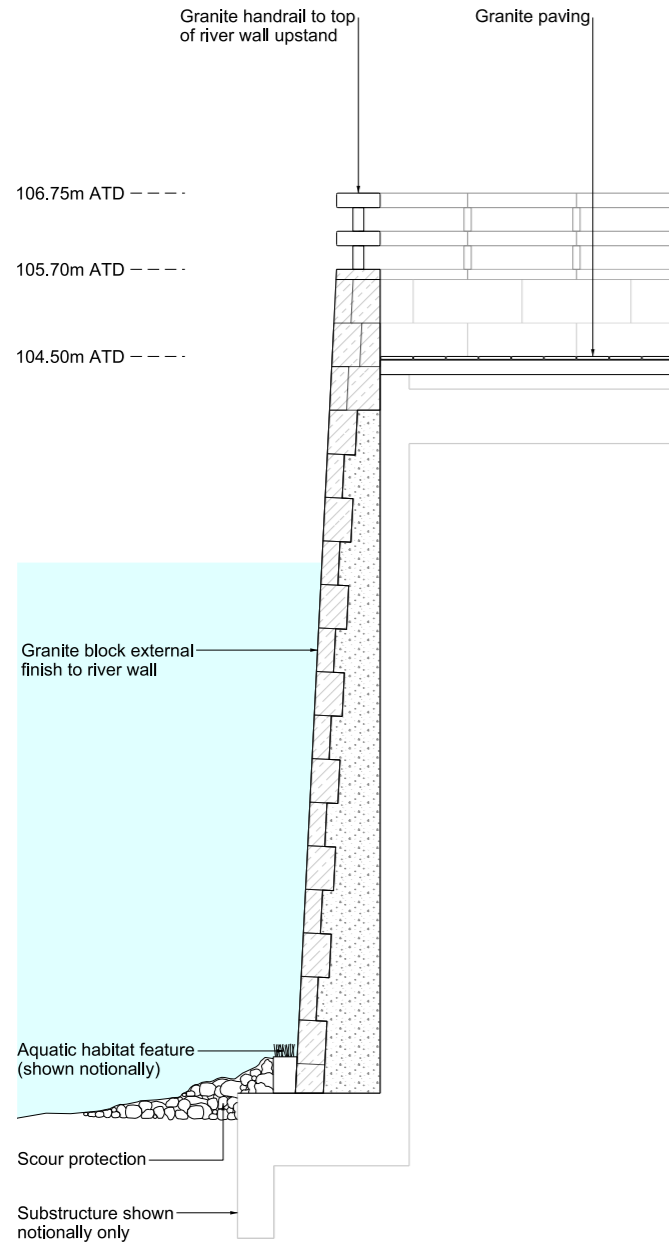 Granite handrail to top
of river wall upstand
Granite paving
106.75m ATD
105.70m ATD
104.50m ATD
Granite block external
finish to river wall
Aquatic habitat feature
(shown notionally)
Scour protection
Substructure shown
notionally only